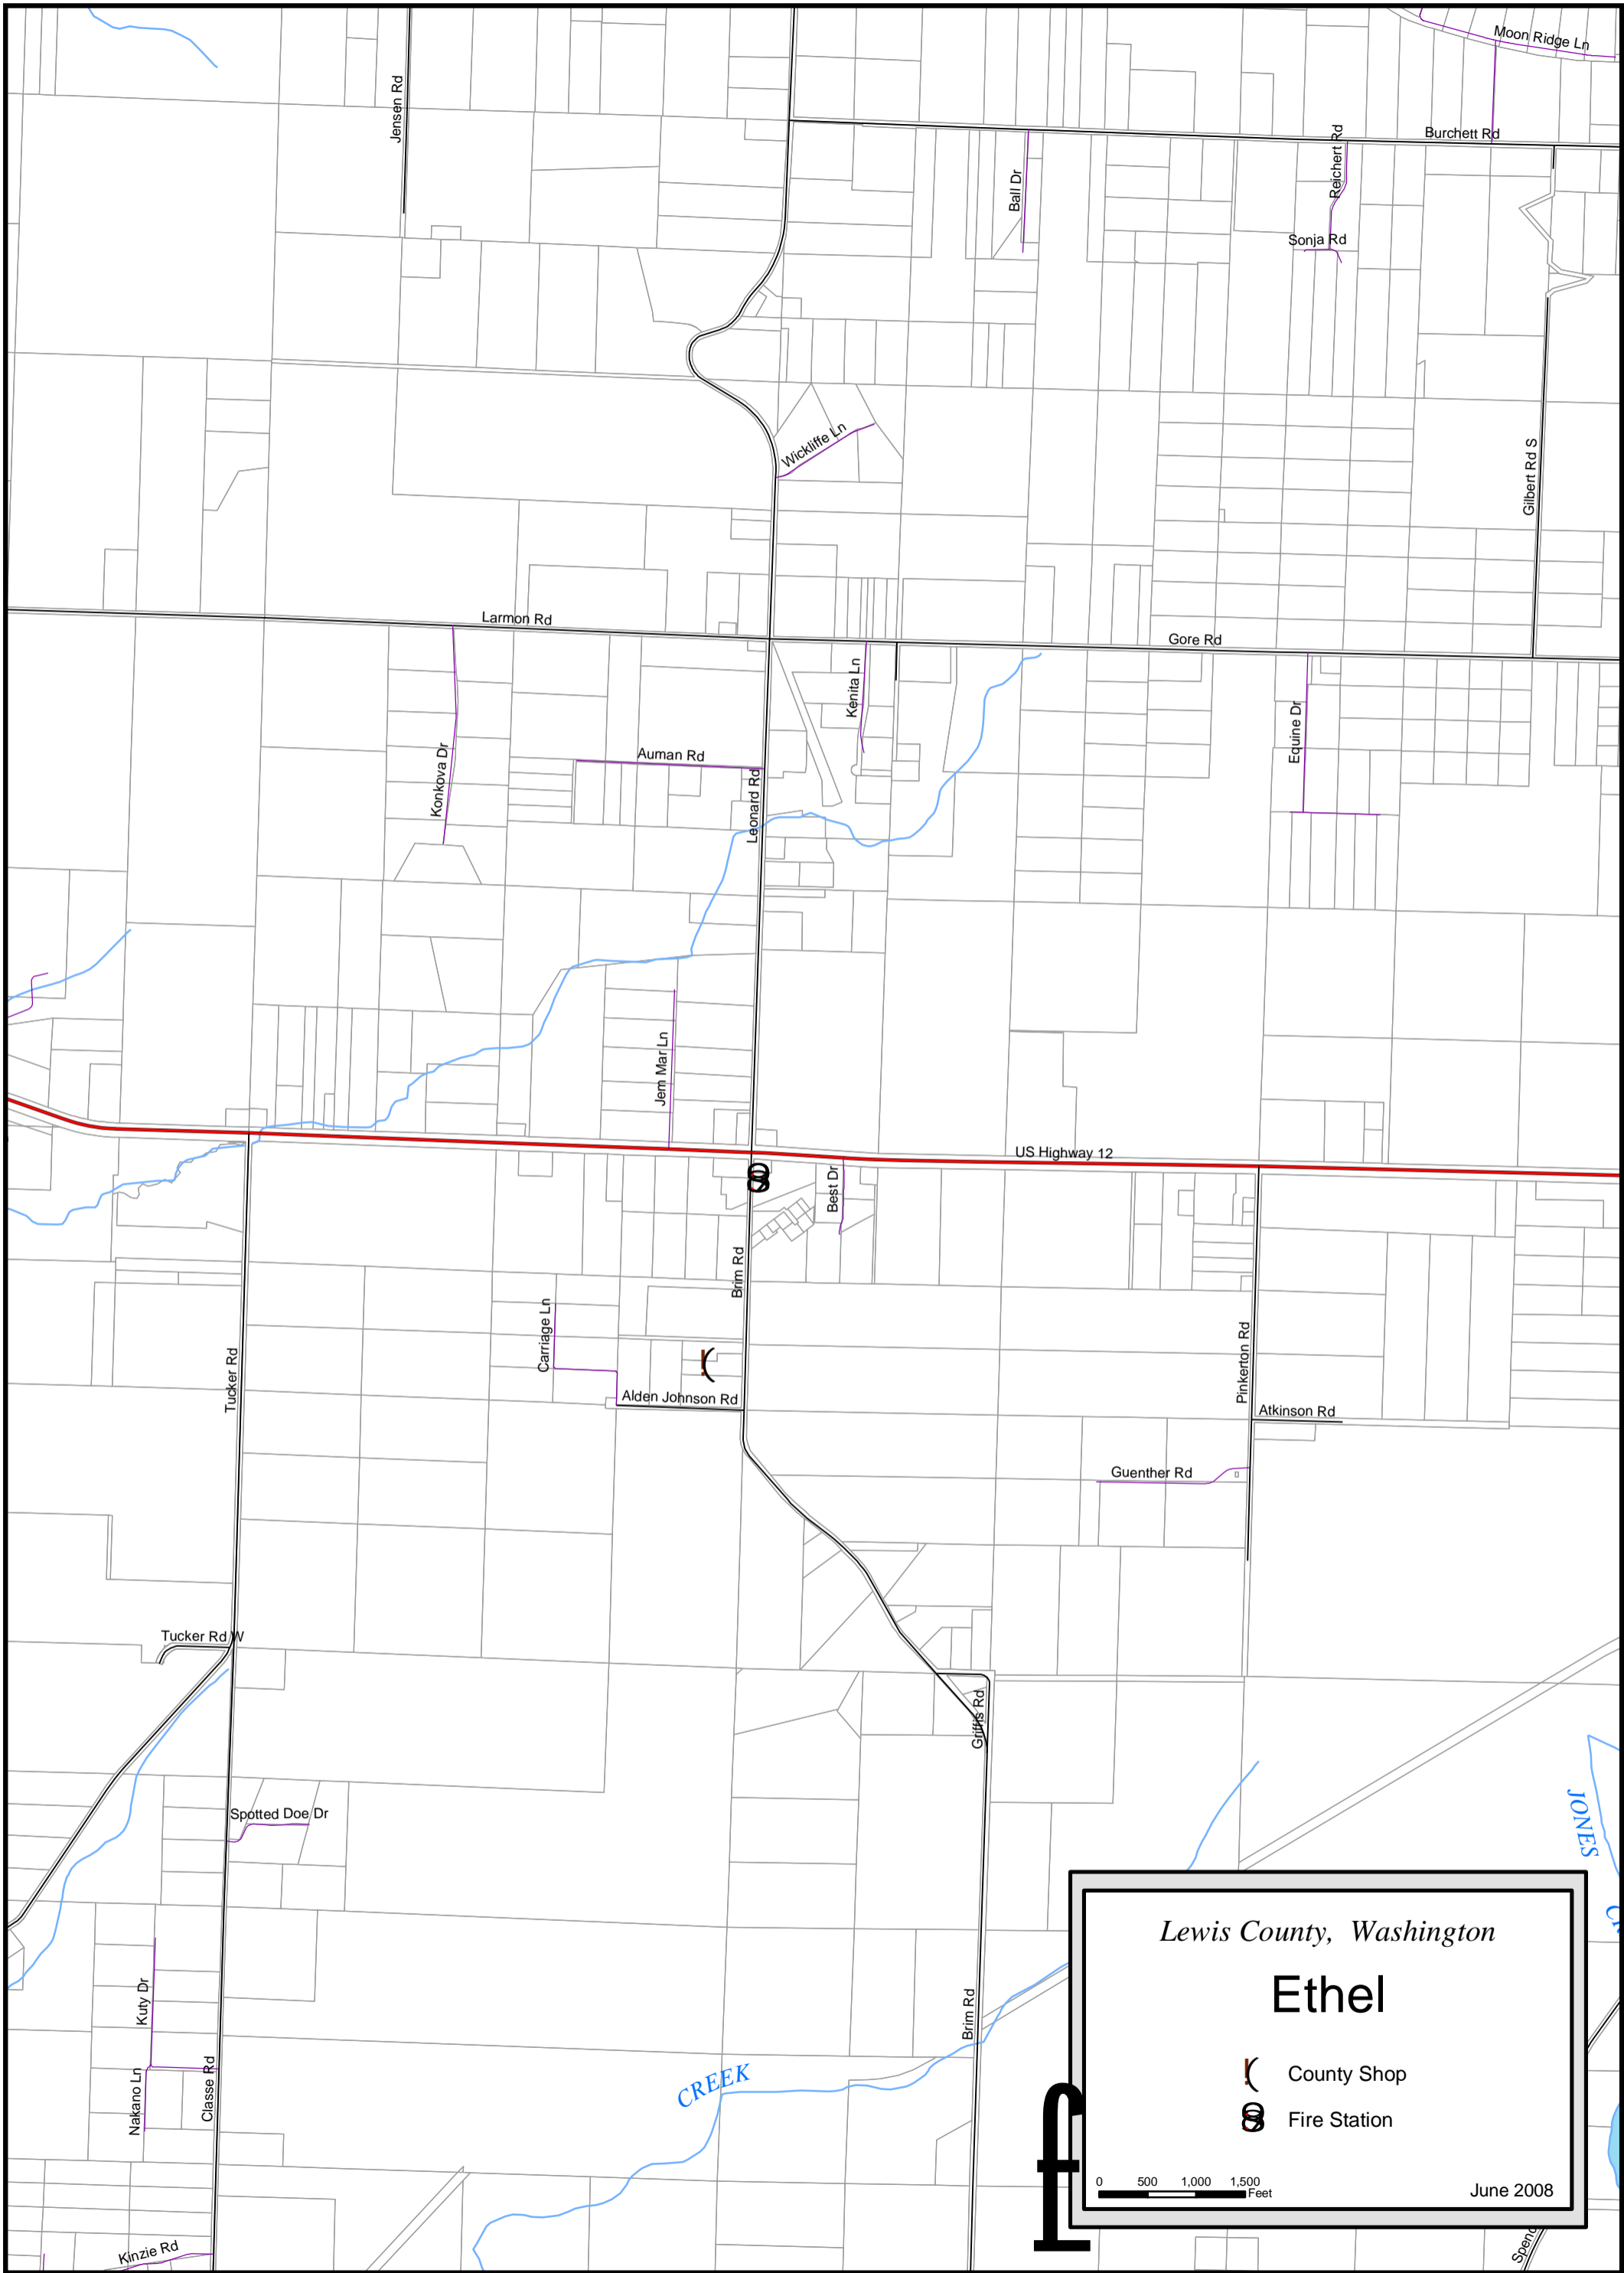 Moon Ridge Ln
Jensen Rd
Burchett Rd
Reichert Rd
Ball Dr
Sonja Rd
Wickliffe Ln
Gilbert Rd S
Larmon Rd
Gore Rd
Kenita Ln
Equine Dr
Konkova Dr
Auman Rd
Leonard Rd
Jem Mar Ln
US Highway 12
Best Dr
Brim Rd
Carriage Ln
Tucker Rd
Pinkerton Rd
Alden Johnson Rd
Atkinson Rd
Guenther Rd
Tucker Rd W
Griffis Rd
Spotted Doe Dr
JONES
Kuty Dr
Brim Rd
Nakano Ln
Classe Rd
CREEK
Kinzie Rd
Lewis County, Washington
Ethel
County Shop
Fire Station
0 500 1,000 1,500
Feet
June 2008